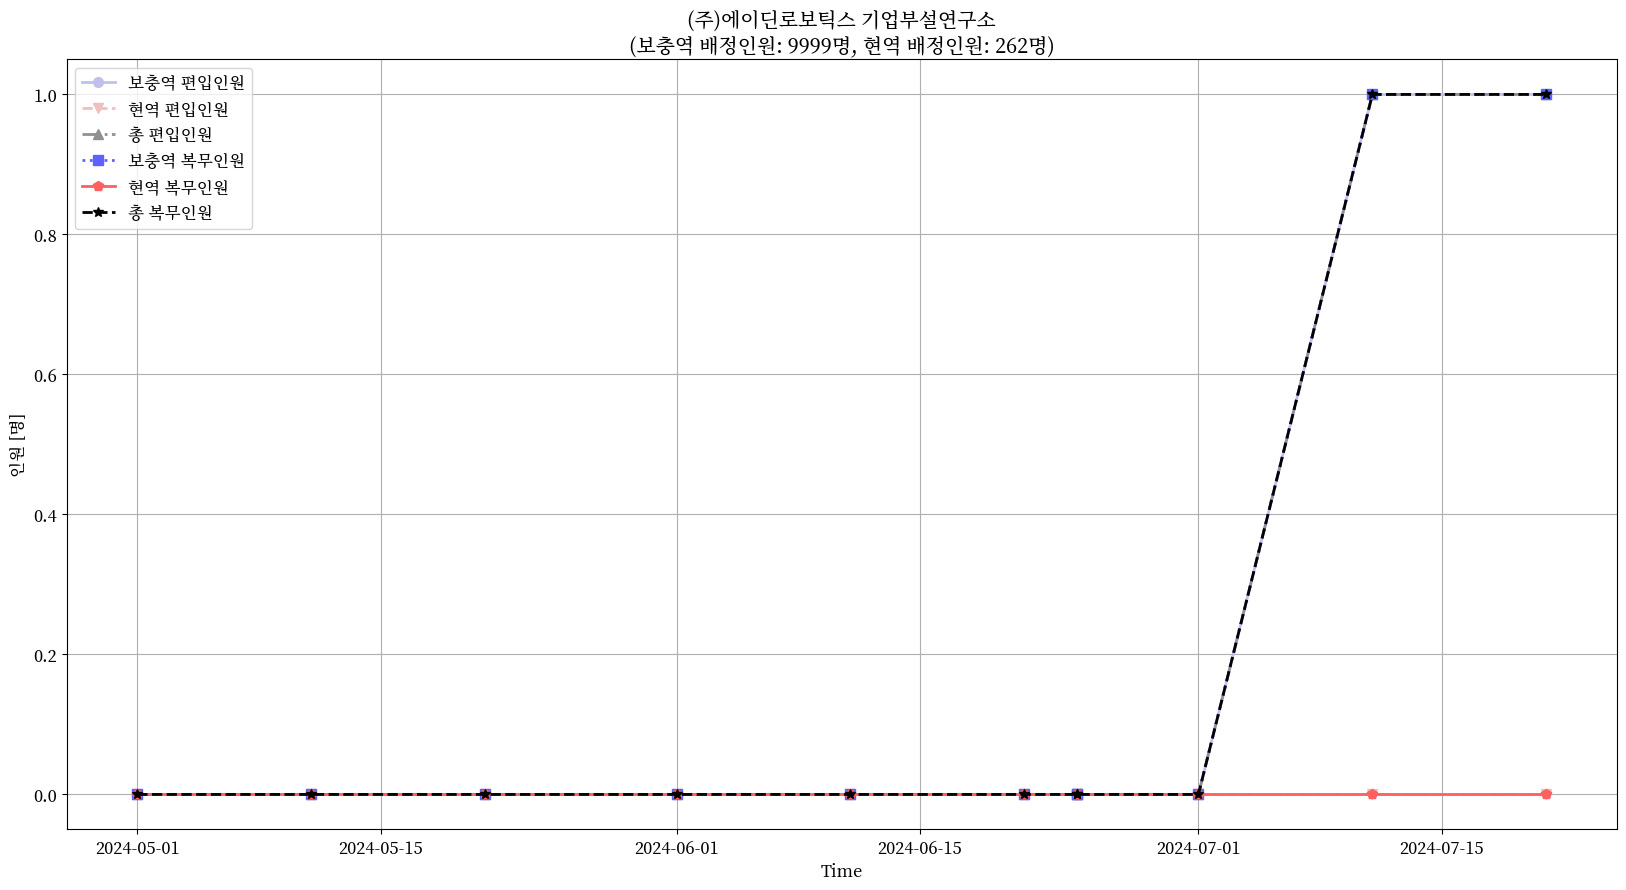 (주)에이딘로보틱스 기업부설연구소
(보충역 배정인원: 9999명, 현역 배정인원: 262명)
보충역 편입인원
현역 편입인원
총 편입인원
보충역 복무인원
현역 복무인원
총 복무인원
1.0
0.8
0.6
0.4
0.2
0.0
인원 [명]
2024-05-01 2024-05-15 2024-06-01 2024-06-15 2024-07-01 2024-07-15
Time